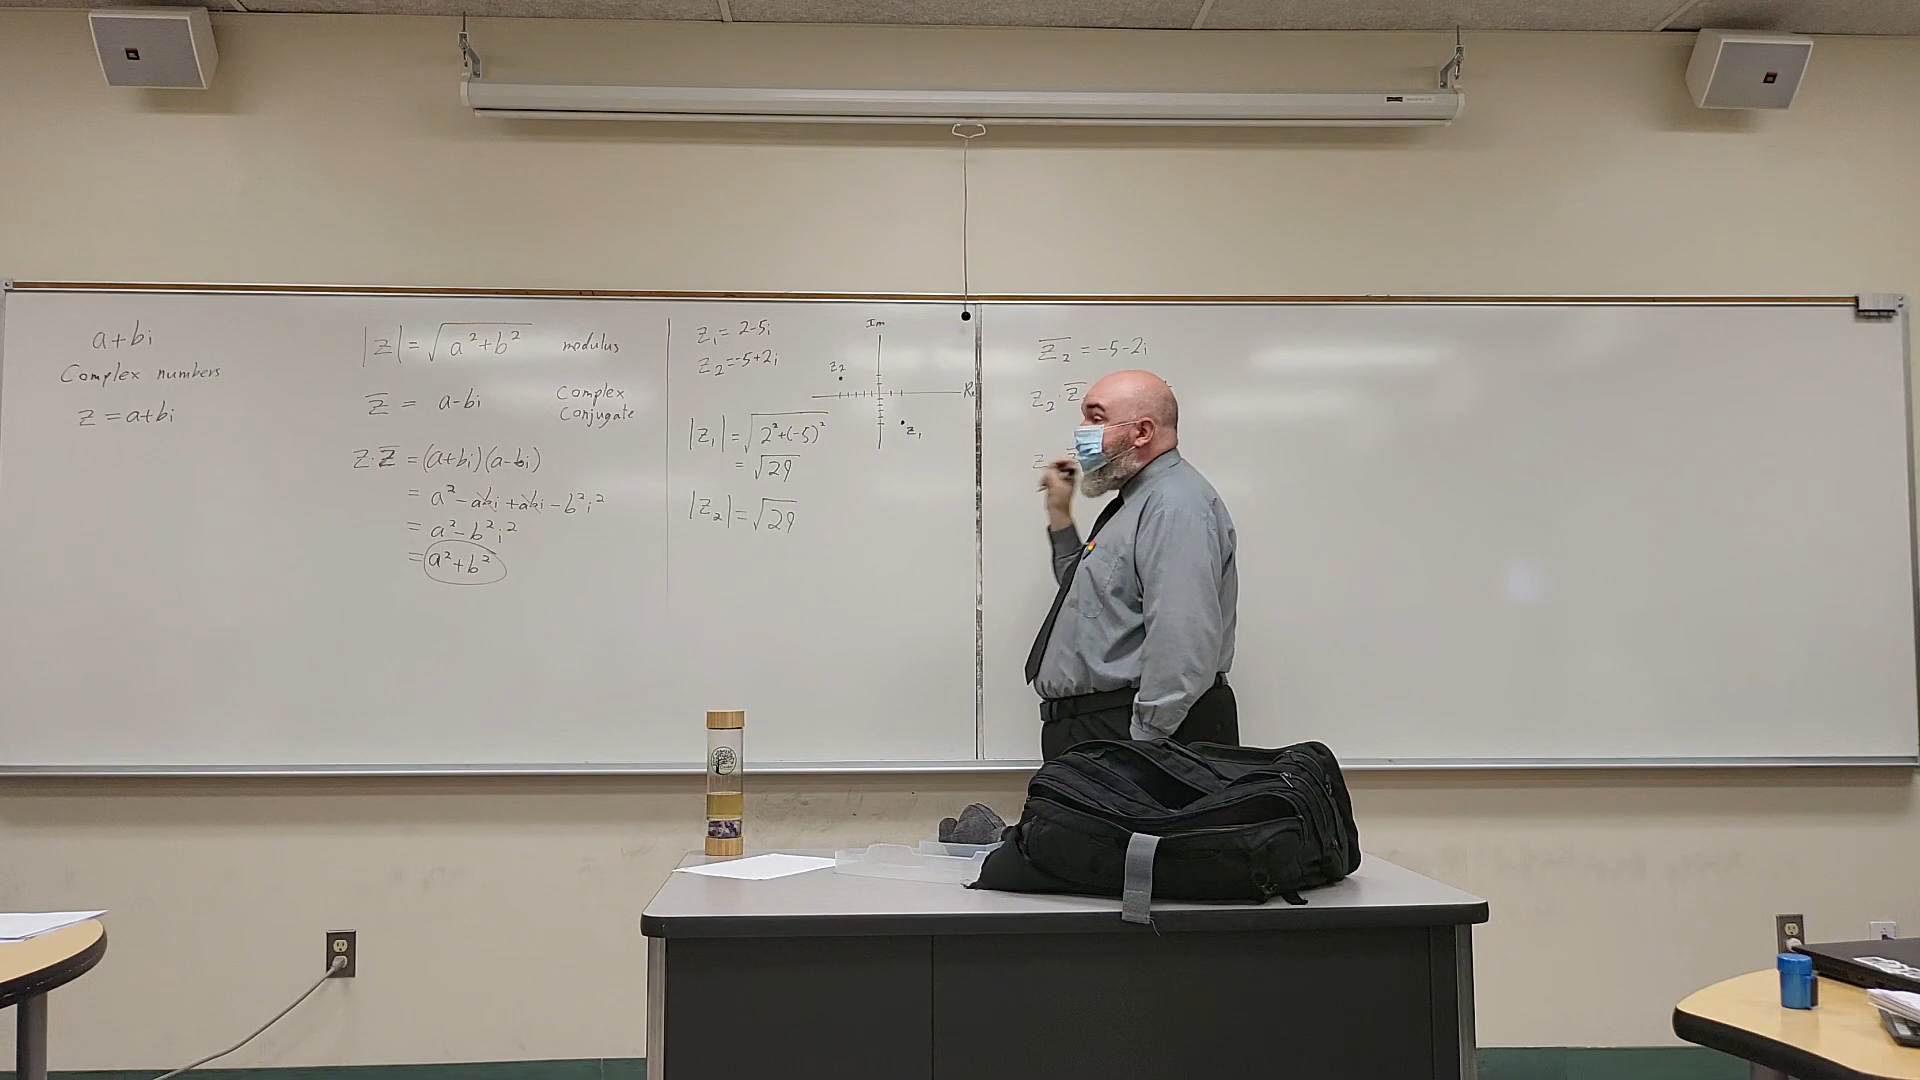 a+bi
Complex numbers
z = a+bi
|z| = √(a²+b²) modulus
z̅ = a-bi Complex
Conjugate
z·z̅ = (a+bi)(a-bi)
= a² - abi + abi - b²i²
= a² - b²i²
= a²+b²
z₁ = 2-5i
z₂ = -5+2i
Im
z₂
Re
z₁
|z₁| = √(2²+(-5)²)
= √29
|z₂| = √29
z̅₂ = -5-2i
z₂·z̅